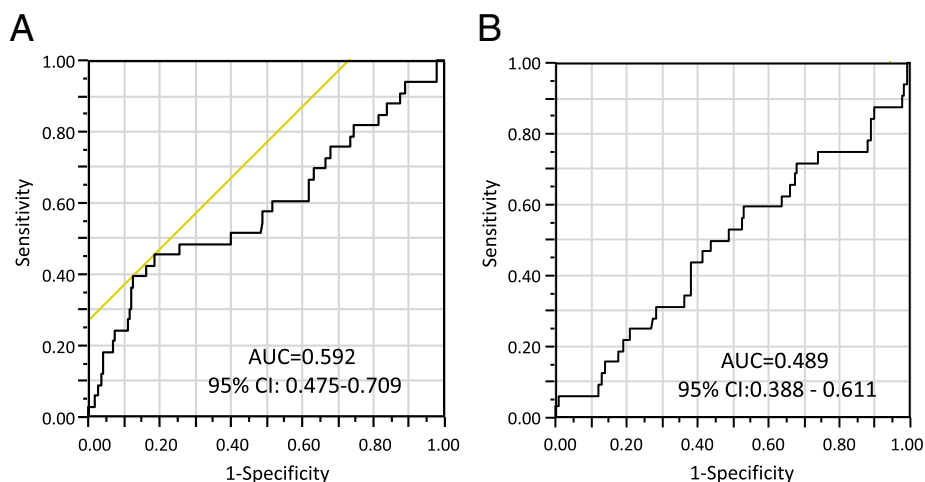 A
1.00
0.80
0.60
0.40
0.20
0.00
Sensitivity
AUC=0.592
95% CI: 0.475-0.709
0.00 0.20 0.40 0.60 0.80 1.00
1-Specificity
B
1.00
0.80
0.60
0.40
0.20
0.00
Sensitivity
AUC=0.489
95% CI:0.388 - 0.611
0.00 0.20 0.40 0.60 0.80 1.00
1-Specificity